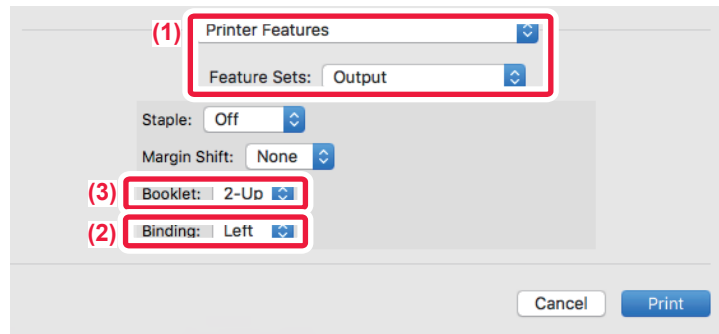 (1) Printer Features
Feature Sets: Output
Staple: Off
Margin Shift: None
(3) Booklet: 2-Up
(2) Binding: Left
Cancel Print